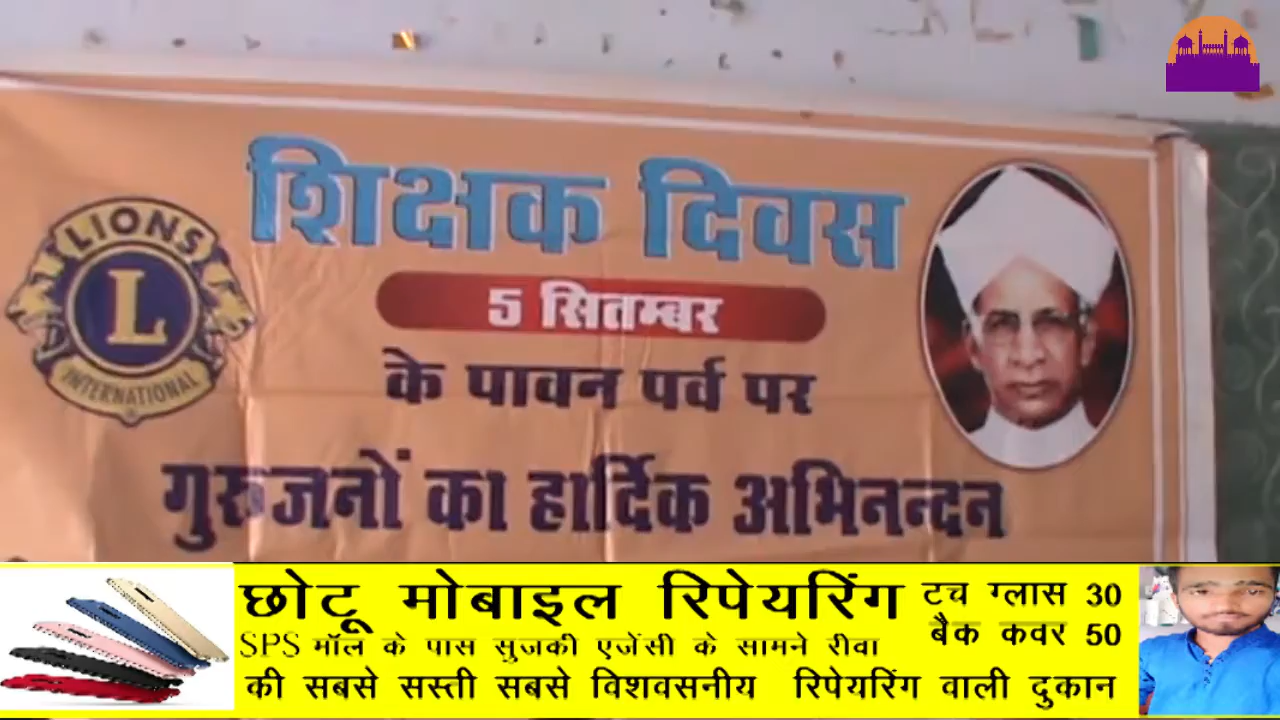 शिक्षक दिवस
LIONS
L
INTERNATIONAL
5 सितम्बर
के पावन पर्व पर
गुरुजनों का हार्दिक अभिनन्दन
छोटू मोबाइल रिपेयरिंग
टच ग्लास 30
बैक कवर 50
SPS मॉल के पास सुजकी एजेंसी के सामने रीवा
की सबसे सस्ती सबसे विशवसनीय रिपेयरिंग वाली दुकान